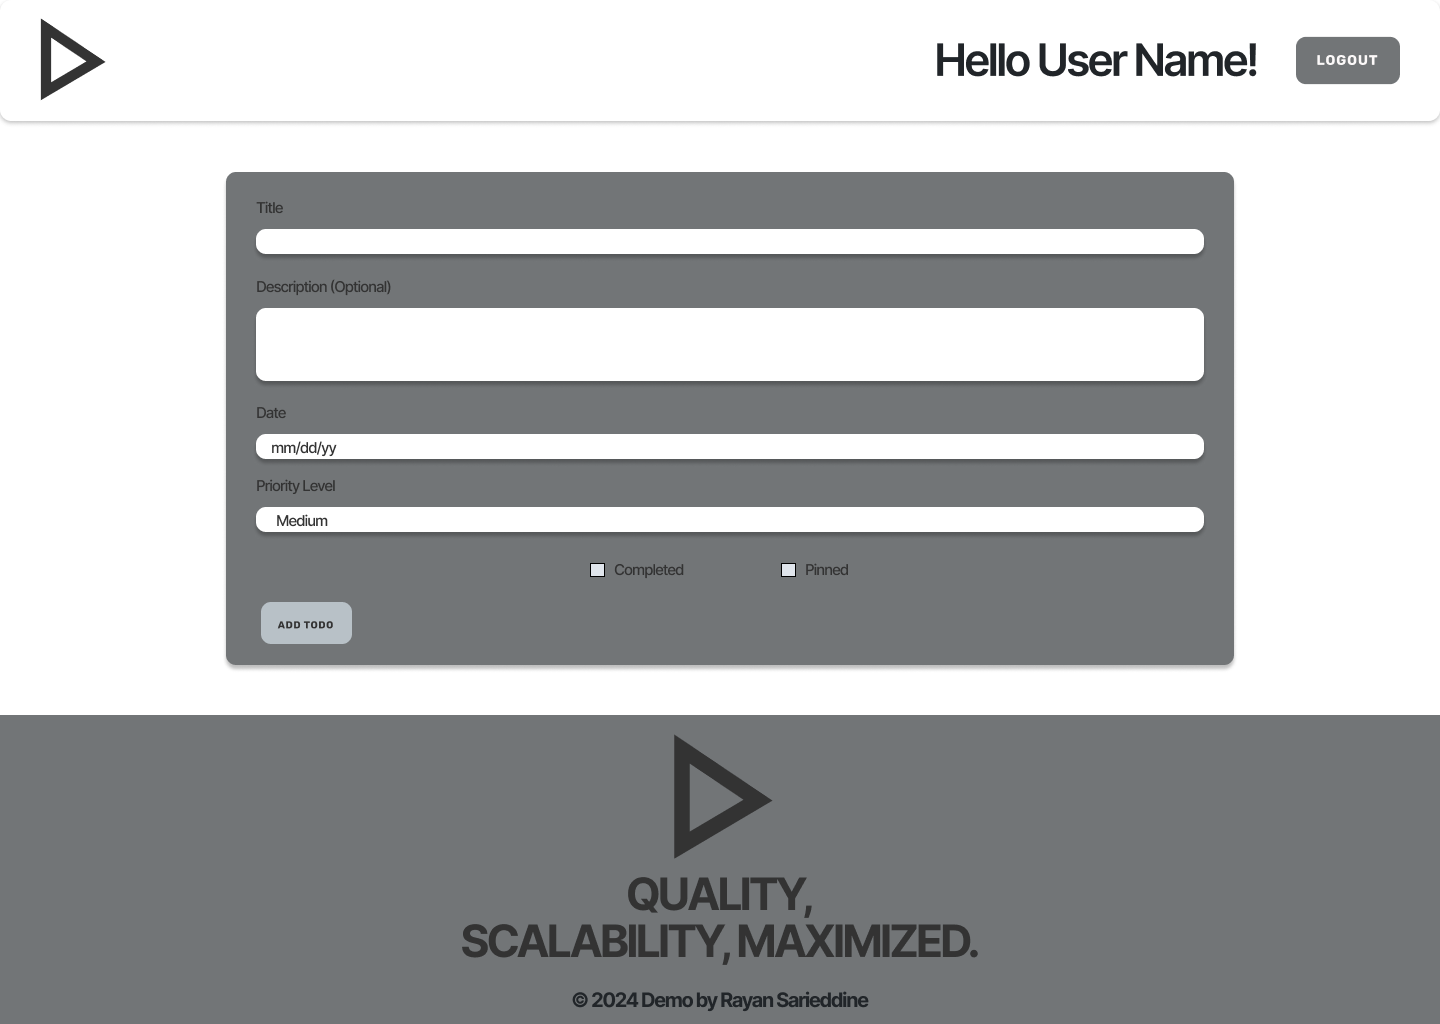 Hello User Name!
LOGOUT
Title
Description (Optional)
Date
mm/dd/yy
Priority Level
Medium
Completed
Pinned
ADD TODO
QUALITY,
SCALABILITY, MAXIMIZED.
© 2024 Demo by Rayan Sarieddine